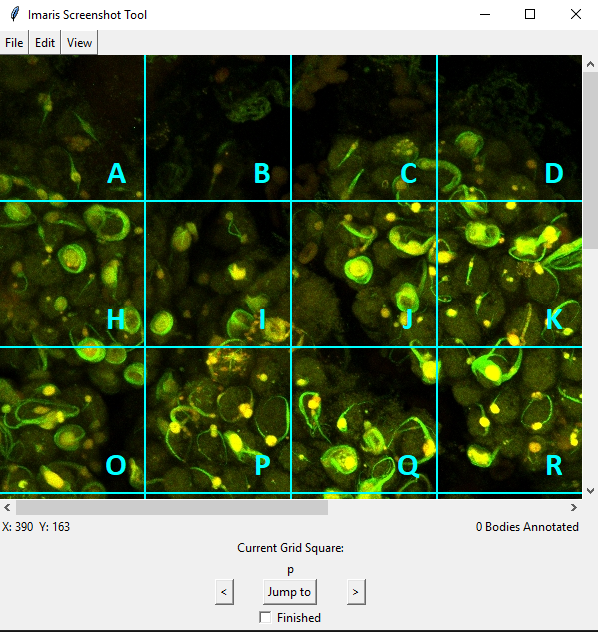 Imaris Screenshot Tool
File Edit View
A B C D
H I J K
O P Q R
X: 390 Y: 163 0 Bodies Annotated
Current Grid Square:
p
< Jump to >
Finished